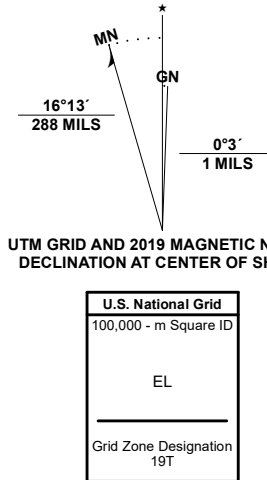 ★
MN
GN
16°13´
288 MILS
0°3´
1 MILS
UTM GRID AND 2019 MAGNETIC N
DECLINATION AT CENTER OF SH
U.S. National Grid
100,000 - m Square ID
EL
Grid Zone Designation
19T